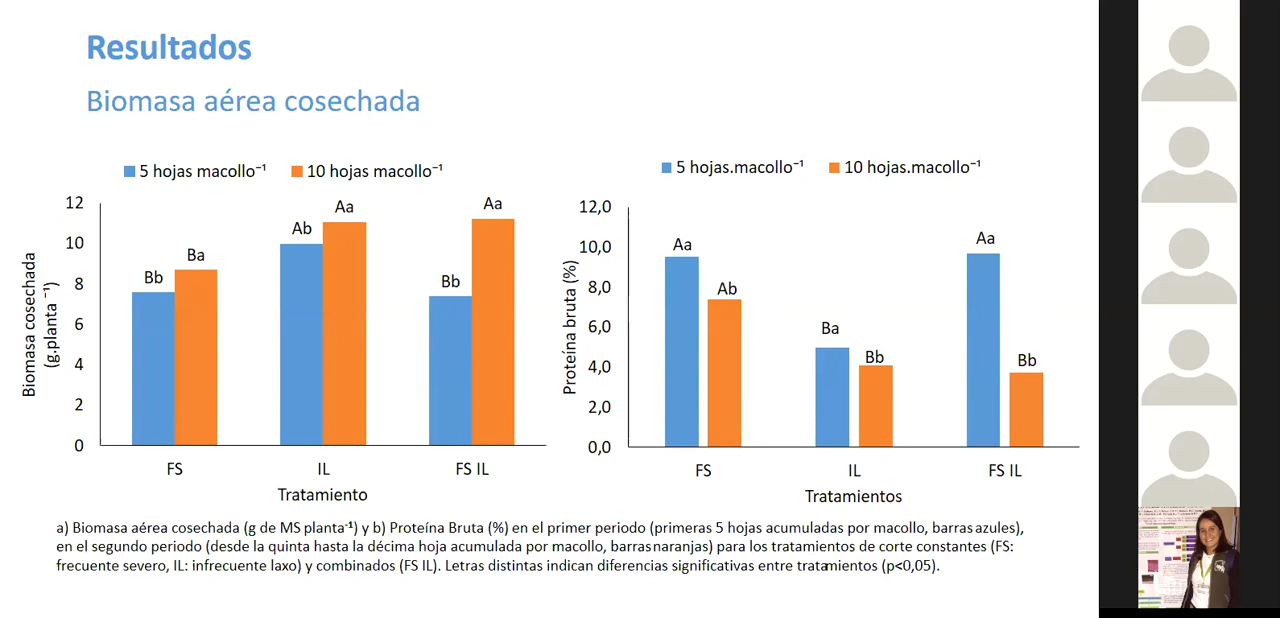 Resultados
Biomasa aérea cosechada
5 hojas macollo⁻¹ 10 hojas macollo⁻¹
Biomasa cosechada
(g.planta ⁻¹)
12
10
8
6
4
2
0
Bb
Ba
Ab
Aa
Bb
Aa
FS
IL
FS IL
Tratamiento
5 hojas.macollo⁻¹ 10 hojas.macollo⁻¹
Proteína bruta (%)
12,0
10,0
8,0
6,0
4,0
2,0
0,0
Aa
Ab
Ba
Bb
Aa
Bb
FS
IL
FS IL
Tratamientos
a) Biomasa aérea cosechada (g de MS planta⁻¹) y b) Proteína Bruta (%) en el primer periodo (primeras 5 hojas acumuladas por macollo, barras azules),
en el segundo periodo (desde la quinta hasta la décima hoja acumulada por macollo, barras naranjas) para los tratamientos de corte constantes (FS:
frecuente severo, IL: infrecuente laxo) y combinados (FS IL). Letras distintas indican diferencias significativas entre tratamientos (p<0,05).